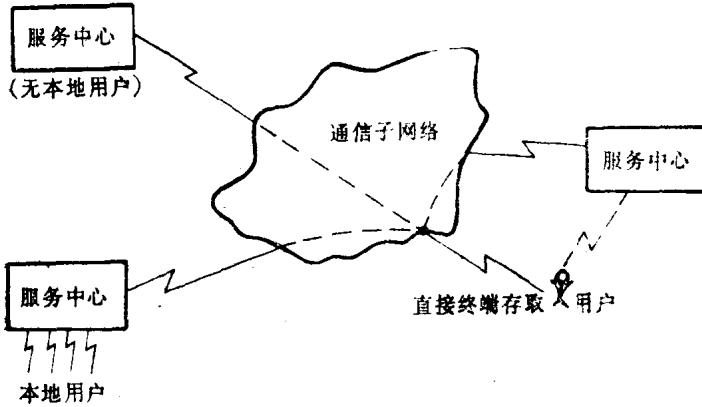 服务中心
(无本地用户)
通信子网络
服务中心
服务中心
直接终端存取 用户
本地用户